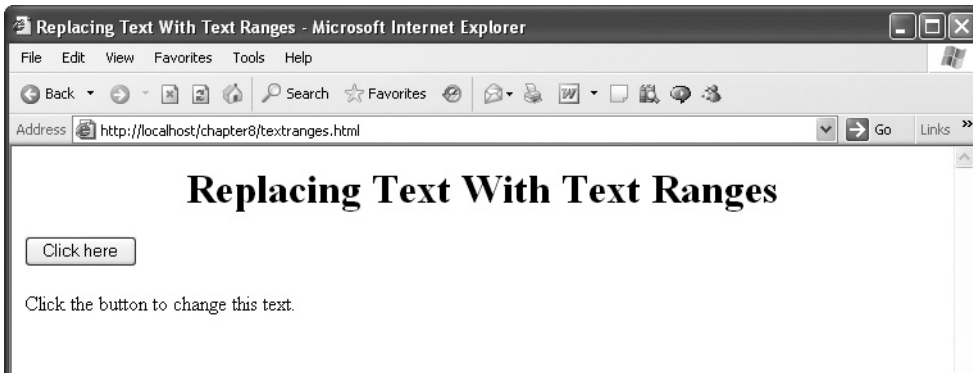 Replacing Text With Text Ranges - Microsoft Internet Explorer
File Edit View Favorites Tools Help
Back Search Favorites
Address http://localhost/chapter8/textranges.html Go Links »
Replacing Text With Text Ranges
Click here
Click the button to change this text.